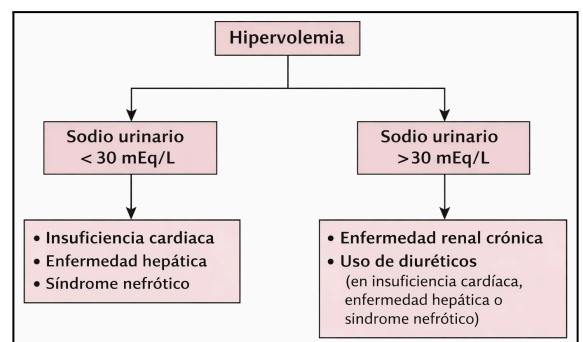 Hipervolemia
Sodio urinario
< 30 mEq/L
Sodio urinario
>30 mEq/L
• Insuficiencia cardiaca
• Enfermedad hepática
• Síndrome nefrótico
• Enfermedad renal crónica
• Uso de diuréticos
(en insuficiencia cardíaca,
enfermedad hepática o
sindrome nefrótico)